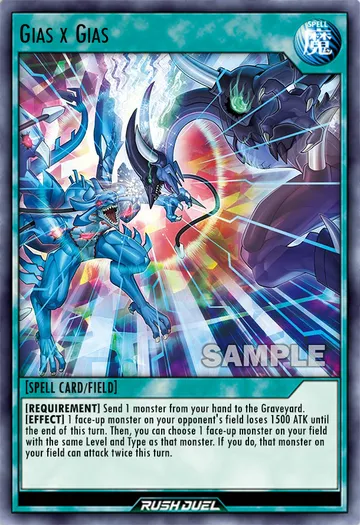 GIAS X GIAS
SPELL
魔
SAMPLE
[SPELL CARD/FIELD]
[REQUIREMENT] Send 1 monster from your hand to the Graveyard.
[EFFECT] 1 face-up monster on your opponent's field loses 1500 ATK until
the end of this turn. Then, you can choose 1 face-up monster on your field
with the same Level and Type as that monster. If you do, that monster on
your field can attack twice this turn.
RUSH DUEL